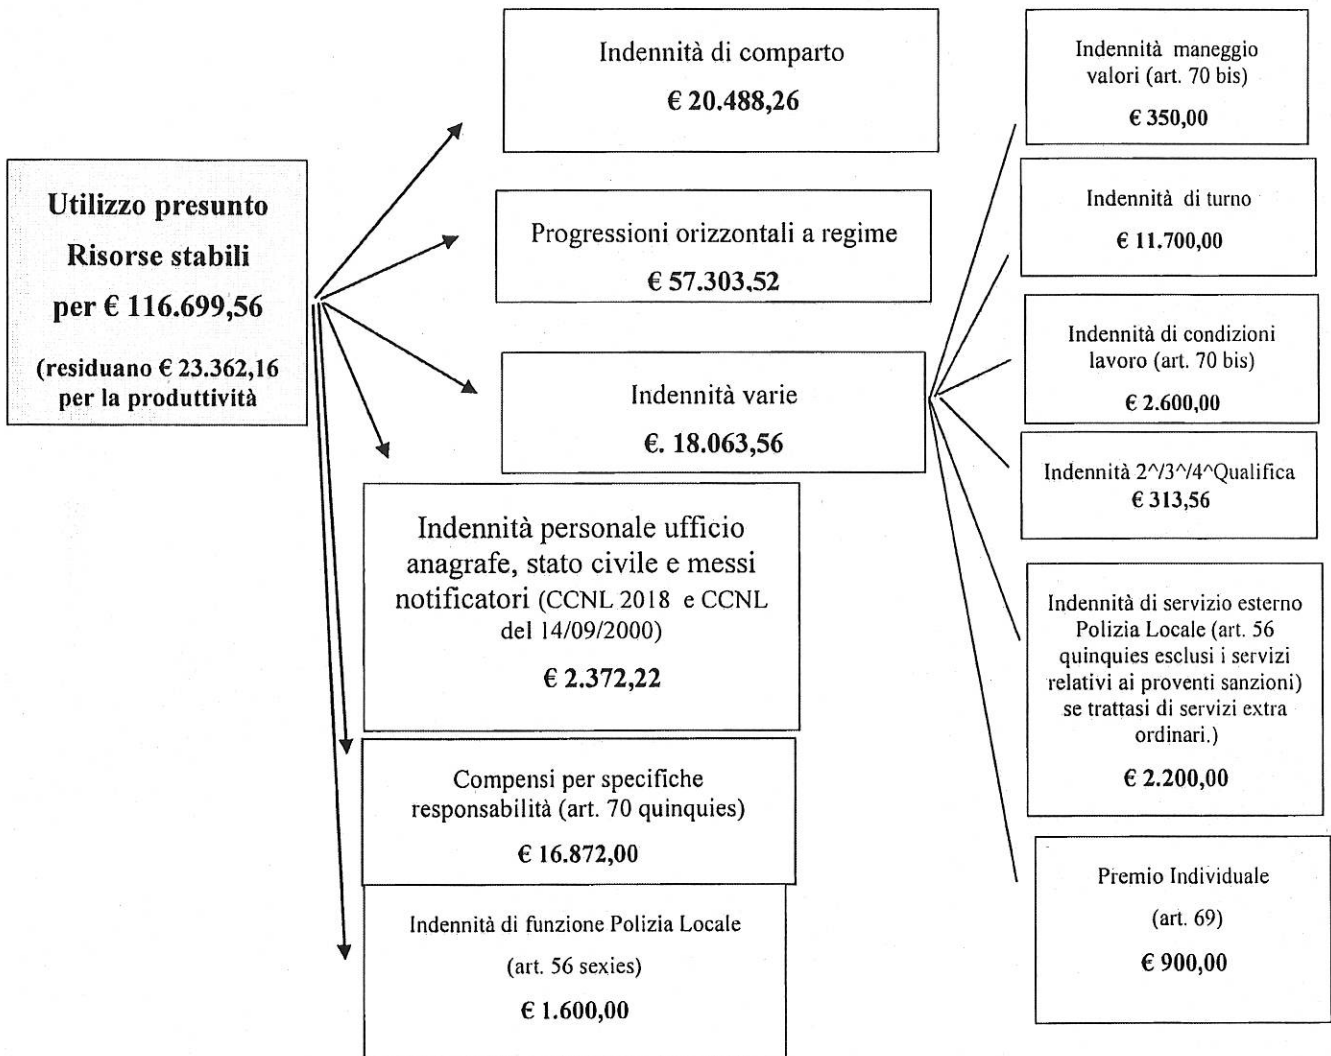 Utilizzo presunto
Risorse stabili
per € 116.699,56
(residuano € 23.362,16
per la produttività
Indennità di comparto
€ 20.488,26
Progressioni orizzontali a regime
€ 57.303,52
Indennità varie
€. 18.063,56
Indennità personale ufficio
anagrafe, stato civile e messi
notificatori (CCNL 2018 e CCNL
del 14/09/2000)
€ 2.372,22
Compensi per specifiche
responsabilità (art. 70 quinquies)
€ 16.872,00
Indennità di funzione Polizia Locale
(art. 56 sexies)
€ 1.600,00
Indennità maneggio
valori (art. 70 bis)
€ 350,00
Indennità di turno
€ 11.700,00
Indennità di condizioni
lavoro (art. 70 bis)
€ 2.600,00
Indennità 2^/3^/4^Qualifica
€ 313,56
Indennità di servizio esterno
Polizia Locale (art. 56
quinquies esclusi i servizi
relativi ai proventi sanzioni)
se trattasi di servizi extra
ordinari.)
€ 2.200,00
Premio Individuale
(art. 69)
€ 900,00